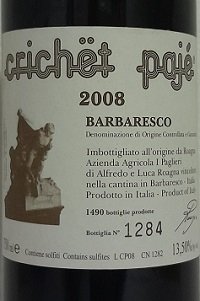 crichët pajé
2008
BARBARESCO
Denominazione di Origine Controllata e Garantita
Imbottigliato all'origine da Roagna
Azienda Agricola I Paglieri
di Alfredo e Luca Roagna viticoltori
nella cantina in Barbaresco - Italia
Prodotto in Italia - Product of Italy
1490 bottiglie prodotte
Bottiglia N° 1284
750 ml e Contiene solfiti Contains sulfites L CP08 CN 1282 13,50%